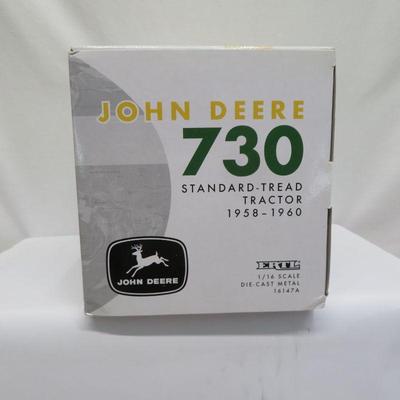 JOHN DEERE
730
STANDARD-TREAD
TRACTOR
1958-1960
JOHN DEERE
ERTL
1/16 SCALE
DIE-CAST METAL
16147A